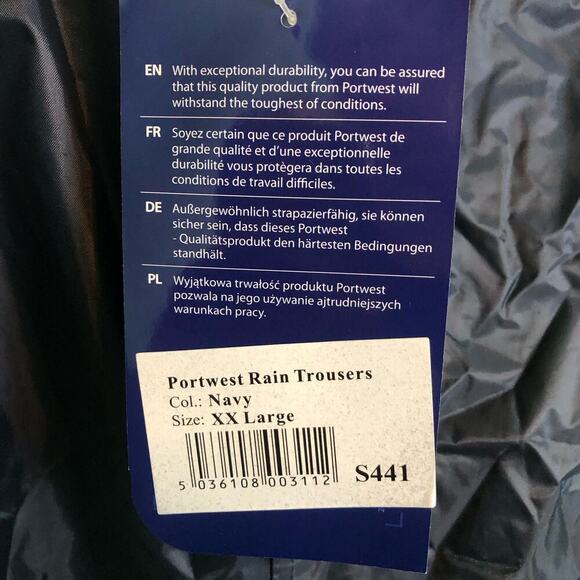 EN With exceptional durability, you can be assured
that this quality product from Portwest will
withstand the toughest of conditions.
FR Soyez certain que ce produit Portwest de
grande qualité et d'une exceptionnelle
durabilité vous protègera dans toutes les
conditions de travail difficiles.
DE Außergewöhnlich strapazierfähig, sie können
sicher sein, dass dieses Portwest
- Qualitätsprodukt den härtesten Bedingungen
standhält.
PL Wyjątkowa trwałość produktu Portwest
pozwala na jego używanie ajtrudniejszych
warunkach pracy.
Portwest Rain Trousers
Col.: Navy
Size: XX Large
5 036108 003112
S441